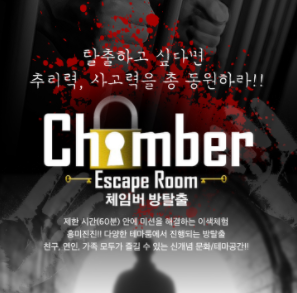 탈출하고 싶다면
추리력, 사고력을 총 동원하라!!
Chamber
Escape Room
체임버 방탈출
제한 시간(60분) 안에 미션을 해결하는 이색체험
흥미진진!! 다양한 테마룸에서 진행되는 방탈출
친구, 연인, 가족 모두가 즐길 수 있는 신개념 문화/테마공간!!